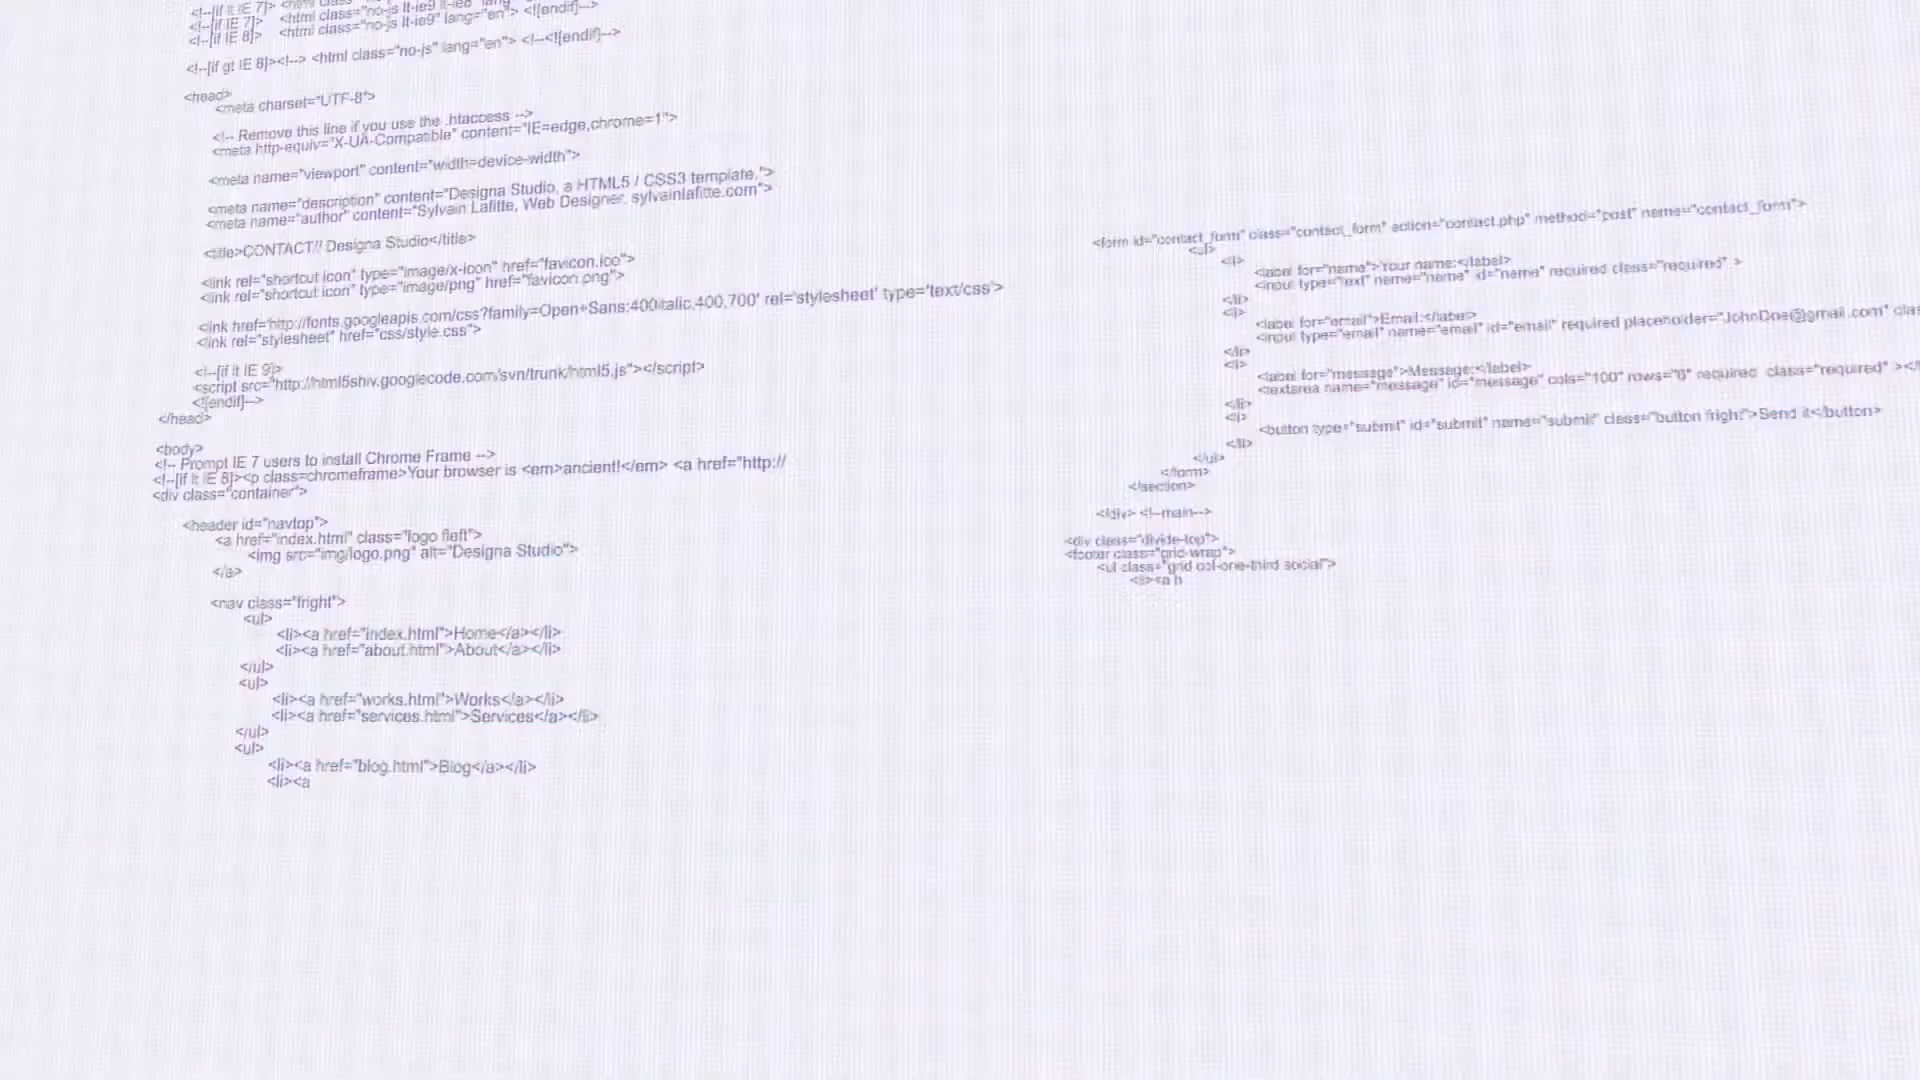 <!--[if lt IE 7]> <html class="no-js lt-ie9 lt-ie8 lang
<!--[if IE 7]> <html class="no-js lt-ie9 lt-ie8" lang
<!--[if IE 8]> <html class="no-js lt-ie9" lang="en"> <![endif]-->
<!--[if gt IE 8]><!--> <html class="no-js" lang="en"> <!--<![endif]-->
<head>
<meta charset="UTF-8">
<!-- Remove this line if you use the .htaccess -->
<meta http-equiv="X-UA-Compatible" content="IE=edge,chrome=1">
<meta name="viewport" content="width=device-width">
<meta name="description" content="Designa Studio, a HTML5 / CSS3 template.">
<meta name="author" content="Sylvain Lafitte, Web Designer, sylvainlafitte.com">
<title>CONTACT// Designa Studio</title>
<link rel="shortcut icon" type="image/x-icon" href="favicon.ico">
<link rel="shortcut icon" type="image/png" href="favicon.png">
<link href='http://fonts.googleapis.com/css?family=Open+Sans:400italic,400,700' rel='stylesheet' type='text/css'>
<link rel="stylesheet" href="css/style.css">
<!--[if lt IE 9]>
<script src="http://html5shiv.googlecode.com/svn/trunk/html5.js"></script>
<![endif]-->
</head>
<body>
<!-- Prompt IE 7 users to install Chrome Frame -->
<!--[if lt IE 8]><p class=chromeframe>Your browser is <em>ancient!</em> <a href="http://
<div class="container">
<header id="navtop">
<a href="index.html" class="logo fleft">
<img src="img/logo.png" alt="Designa Studio">
</a>
<nav class="fright">
<ul>
<li><a href="index.html">Home</a></li>
<li><a href="about.html">About</a></li>
</ul>
<ul>
<li><a href="works.html">Works</a></li>
<li><a href="services.html">Services</a></li>
</ul>
<ul>
<li><a href="blog.html">Blog</a></li>
<li><a
<form id="contact_form" class="contact_form" action="contact.php" method="post" name="contact_form">
<ul>
<li>
<label for="name">Your name:</label>
<input type="text" name="name" id="name" required class="required" >
</li>
<li>
<label for="email">Email:</label>
<input type="email" name="email" id="email" required placeholder="JohnDoe@gmail.com" clas
</li>
<li>
<label for="message">Message:</label>
<textarea name="message" id="message" cols="100" rows="6" required class="required" ></
</li>
<li>
<button type="submit" id="submit" name="submit" class="button fright">Send it</button>
</li>
</ul>
</form>
</section>
</div> <!--main-->
<div class="divide-top">
<footer class="grid-wrap">
<ul class="grid col-one-third social">
<li><a h